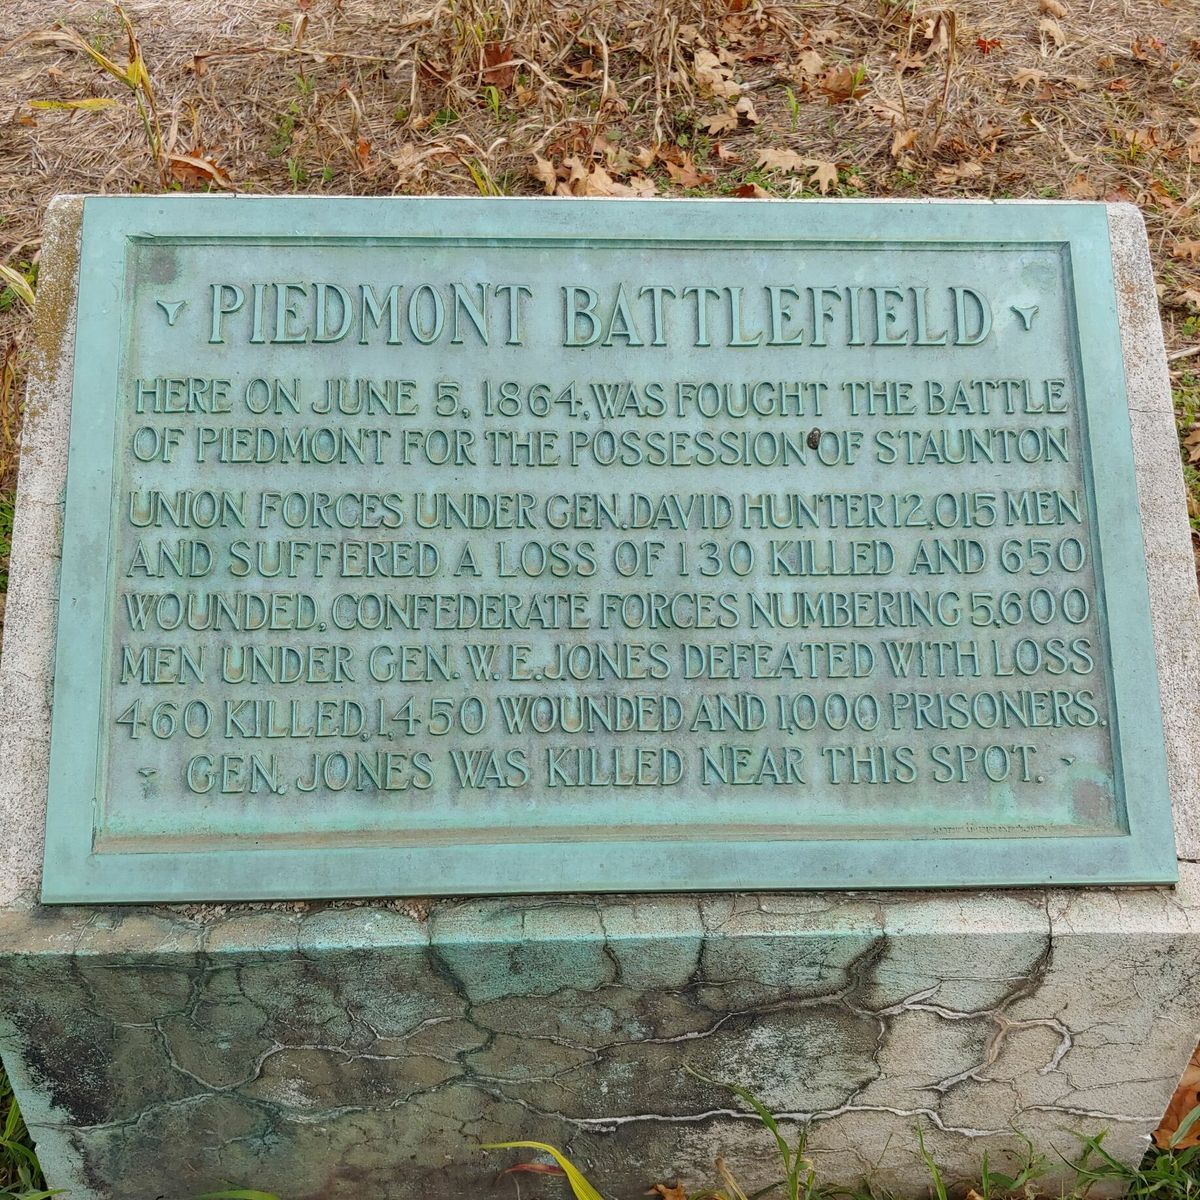 PIEDMONT BATTLEFIELD
HERE ON JUNE 5, 1864, WAS FOUGHT THE BATTLE
OF PIEDMONT FOR THE POSSESSION OF STAUNTON
UNION FORCES UNDER GEN. DAVID HUNTER 12,015 MEN
AND SUFFERED A LOSS OF 130 KILLED AND 650
WOUNDED, CONFEDERATE FORCES NUMBERING 5,600
MEN UNDER GEN. W. E. JONES DEFEATED WITH LOSS
460 KILLED, 1,450 WOUNDED AND 1,000 PRISONERS.
GEN. JONES WAS KILLED NEAR THIS SPOT.